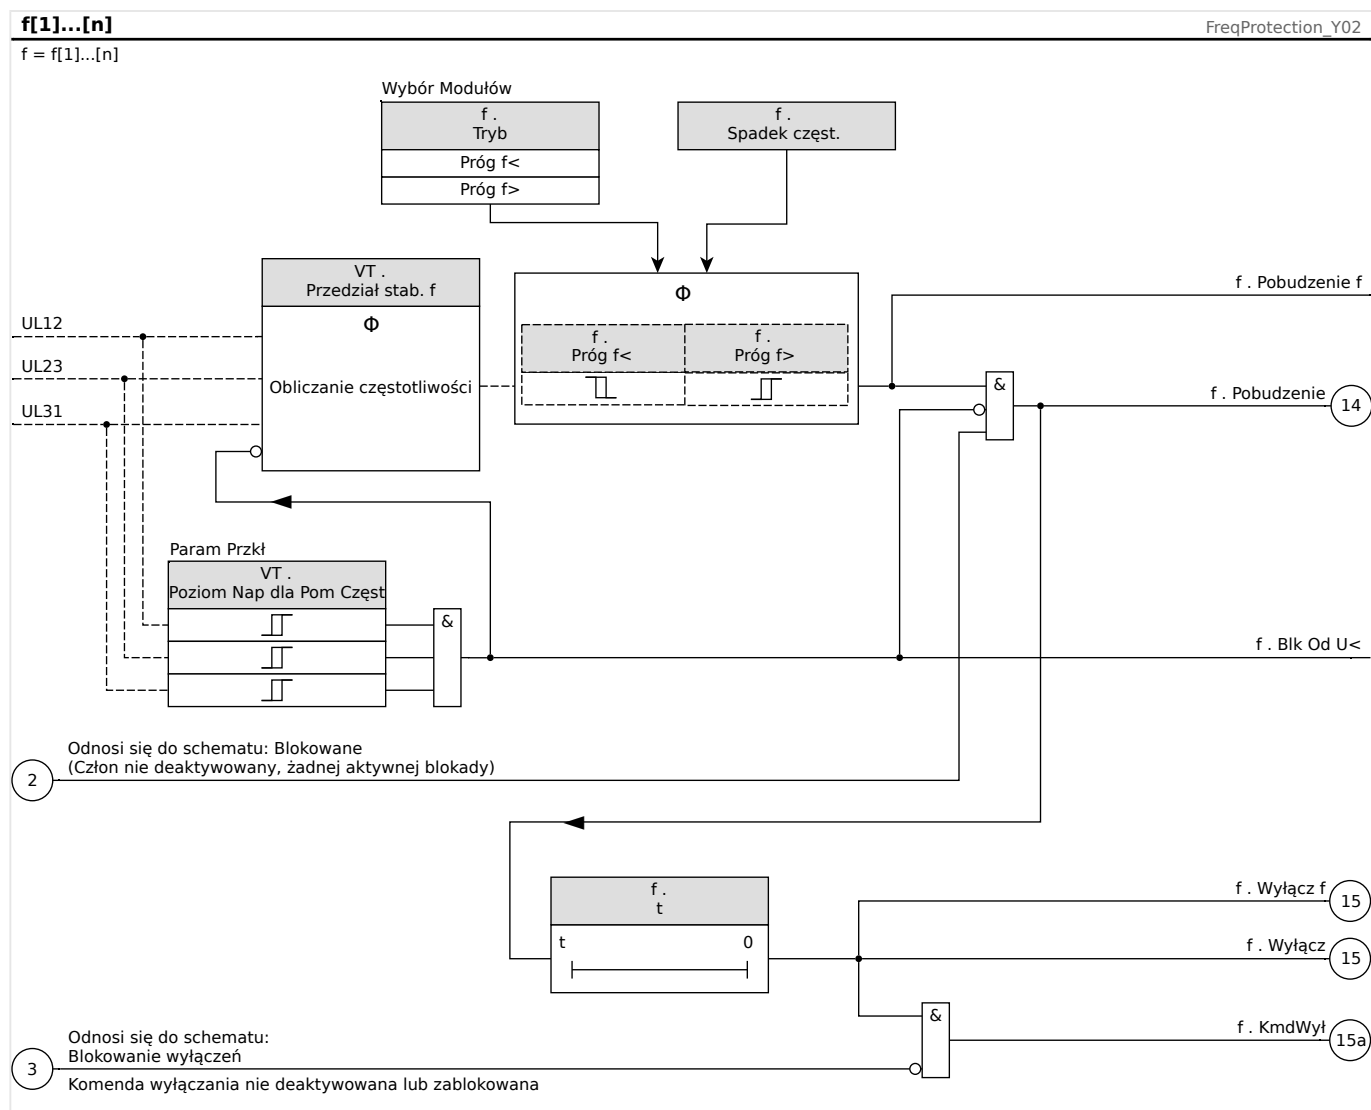 f[1]...[n]
FreqProtection_Y02
f = f[1]...[n]
Wybór Modułów
f .
Tryb
Próg f<
Próg f>
f .
Spadek częst.
VT .
Przedział stab. f
Φ
Obliczanie częstotliwości
UL12
UL23
UL31
Φ
f .
Próg f<
f .
Próg f>
f . Pobudzenie f
&
f . Pobudzenie
14
Param Przkł
VT .
Poziom Nap dla Pom Częst
&
f . Blk Od U<
Odnosi się do schematu: Blokowane
(Człon nie deaktywowany, żadnej aktywnej blokady)
2
f .
t
t
0
f . Wyłącz f
15
f . Wyłącz
15
&
f . KmdWył
15a
Odnosi się do schematu:
Blokowanie wyłączeń
3
Komenda wyłączania nie deaktywowana lub zablokowana